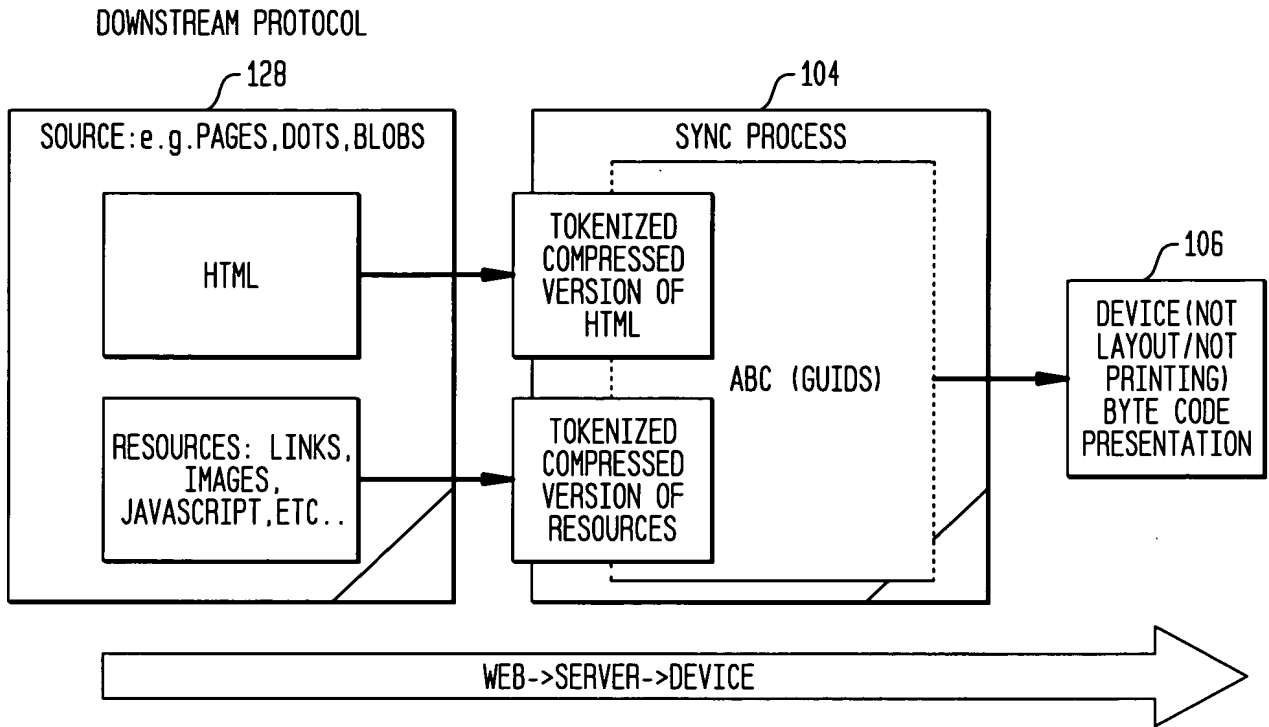 DOWNSTREAM PROTOCOL
128
SOURCE:e.g.PAGES,DOTS,BLOBS
HTML
RESOURCES: LINKS,
IMAGES,
JAVASCRIPT,ETC..
104
SYNC PROCESS
TOKENIZED
COMPRESSED
VERSION OF
HTML
ABC (GUIDS)
TOKENIZED
COMPRESSED
VERSION OF
RESOURCES
106
DEVICE(NOT
LAYOUT/NOT
PRINTING)
BYTE CODE
PRESENTATION
WEB->SERVER->DEVICE